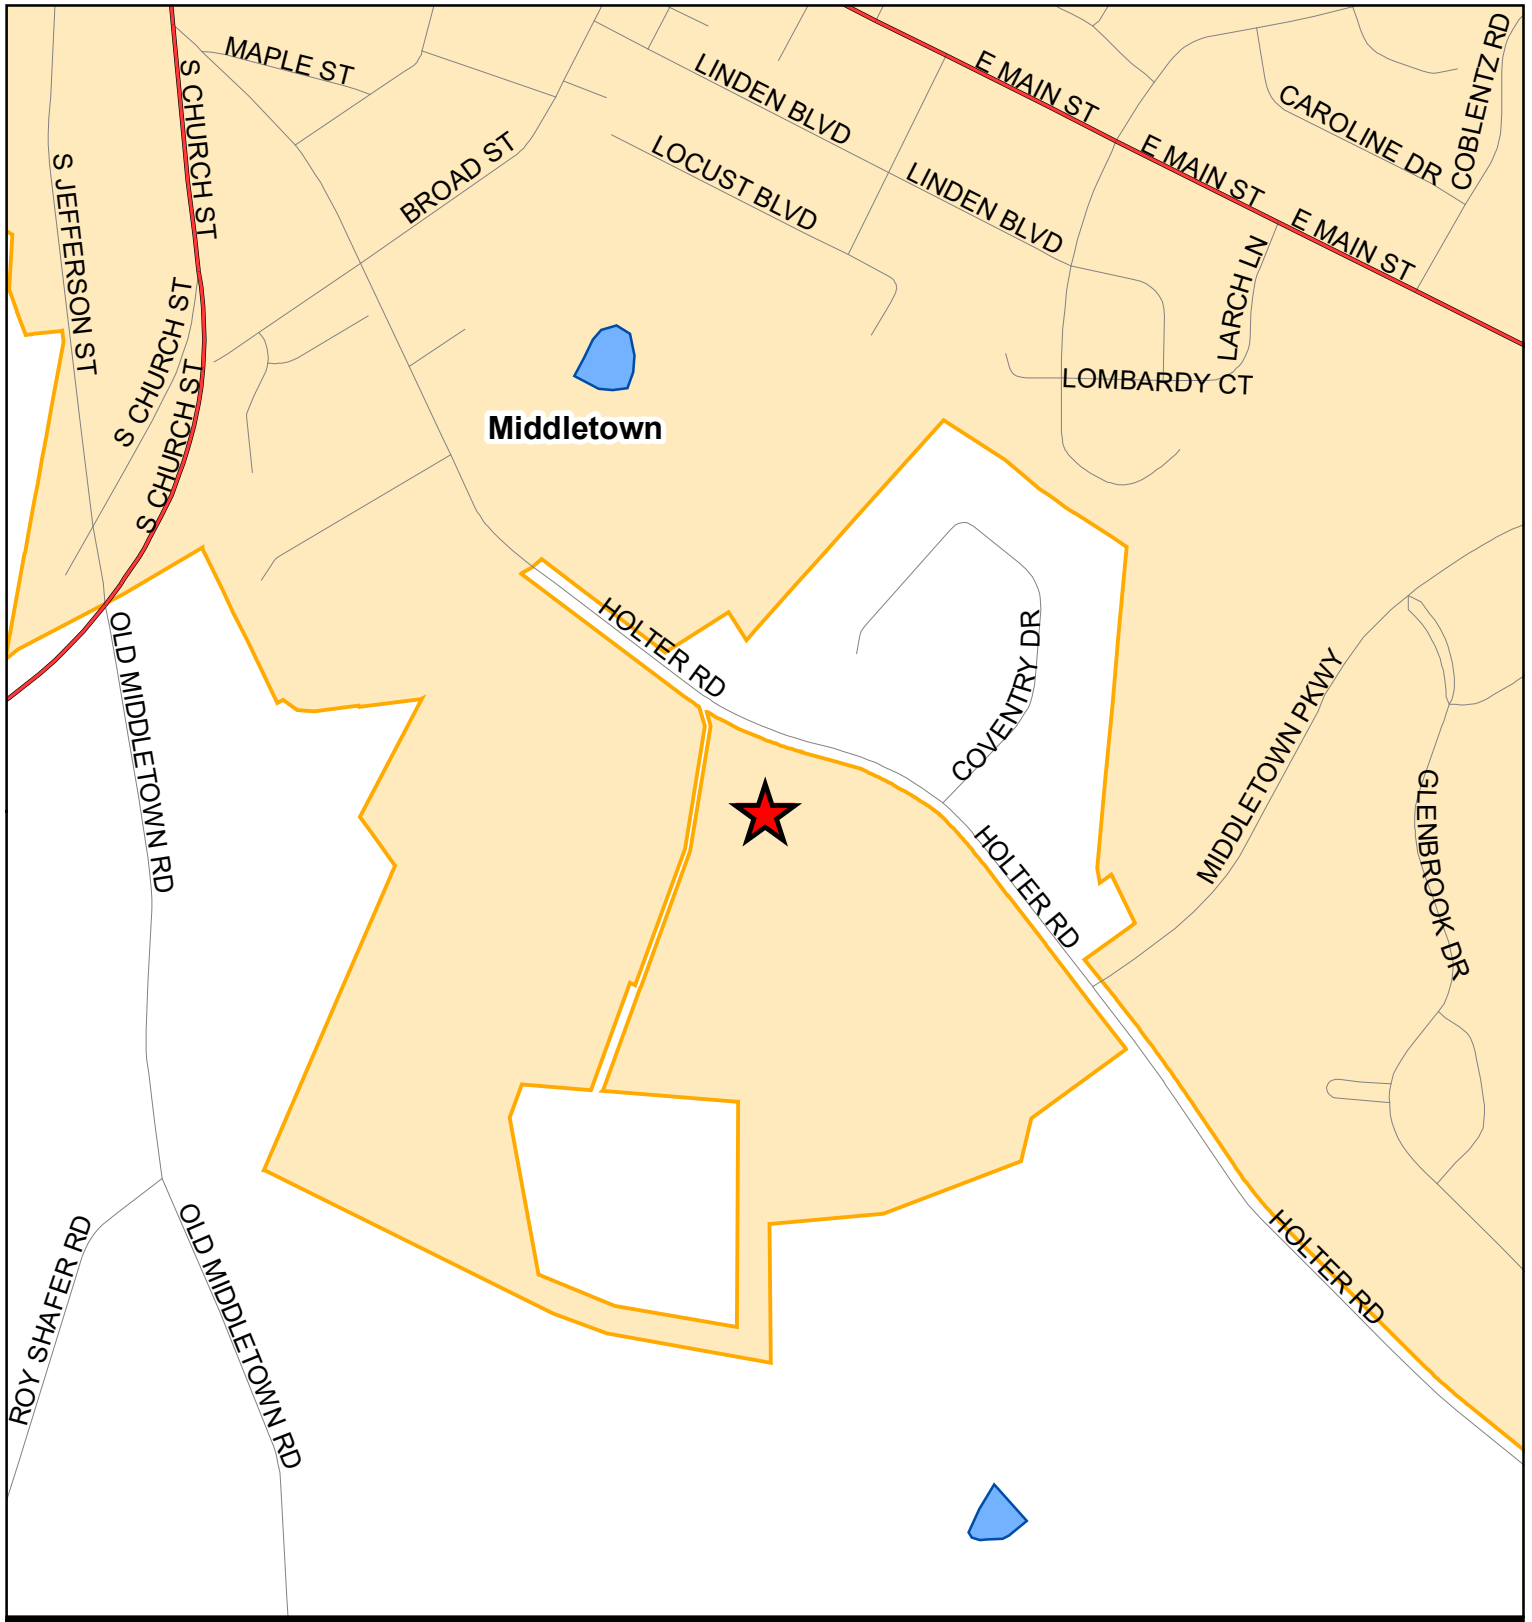 MAPLE ST
S CHURCH ST
LINDEN BLVD
E MAIN ST
COBLENTZ RD
CAROLINE DR
E MAIN ST
S JEFFERSON ST
BROAD ST
LOCUST BLVD
LINDEN BLVD
E MAIN ST
LARCH LN
S CHURCH ST
S CHURCH ST
LOMBARDY CT
Middletown
HOLTER RD
COVENTRY DR
OLD MIDDLETOWN RD
MIDDLETOWN PKWY
GLENBROOK DR
HOLTER RD
OLD MIDDLETOWN RD
ROY SHAFER RD
HOLTER RD